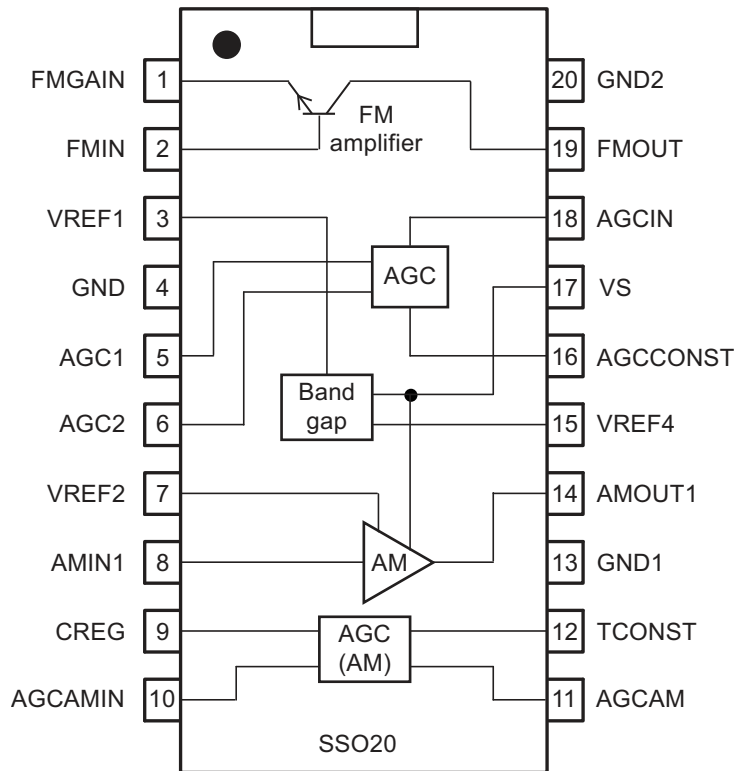 FMGAIN 1
20 GND2
FM
amplifier
FMIN 2
19 FMOUT
VREF1 3
18 AGCIN
AGC
GND 4
17 VS
AGC1 5
16 AGCCONST
Band
gap
AGC2 6
15 VREF4
VREF2 7
14 AMOUT1
AMIN1 8
AM
13 GND1
CREG 9
AGC
(AM)
12 TCONST
AGCAMIN 10
11 AGCAM
SSO20